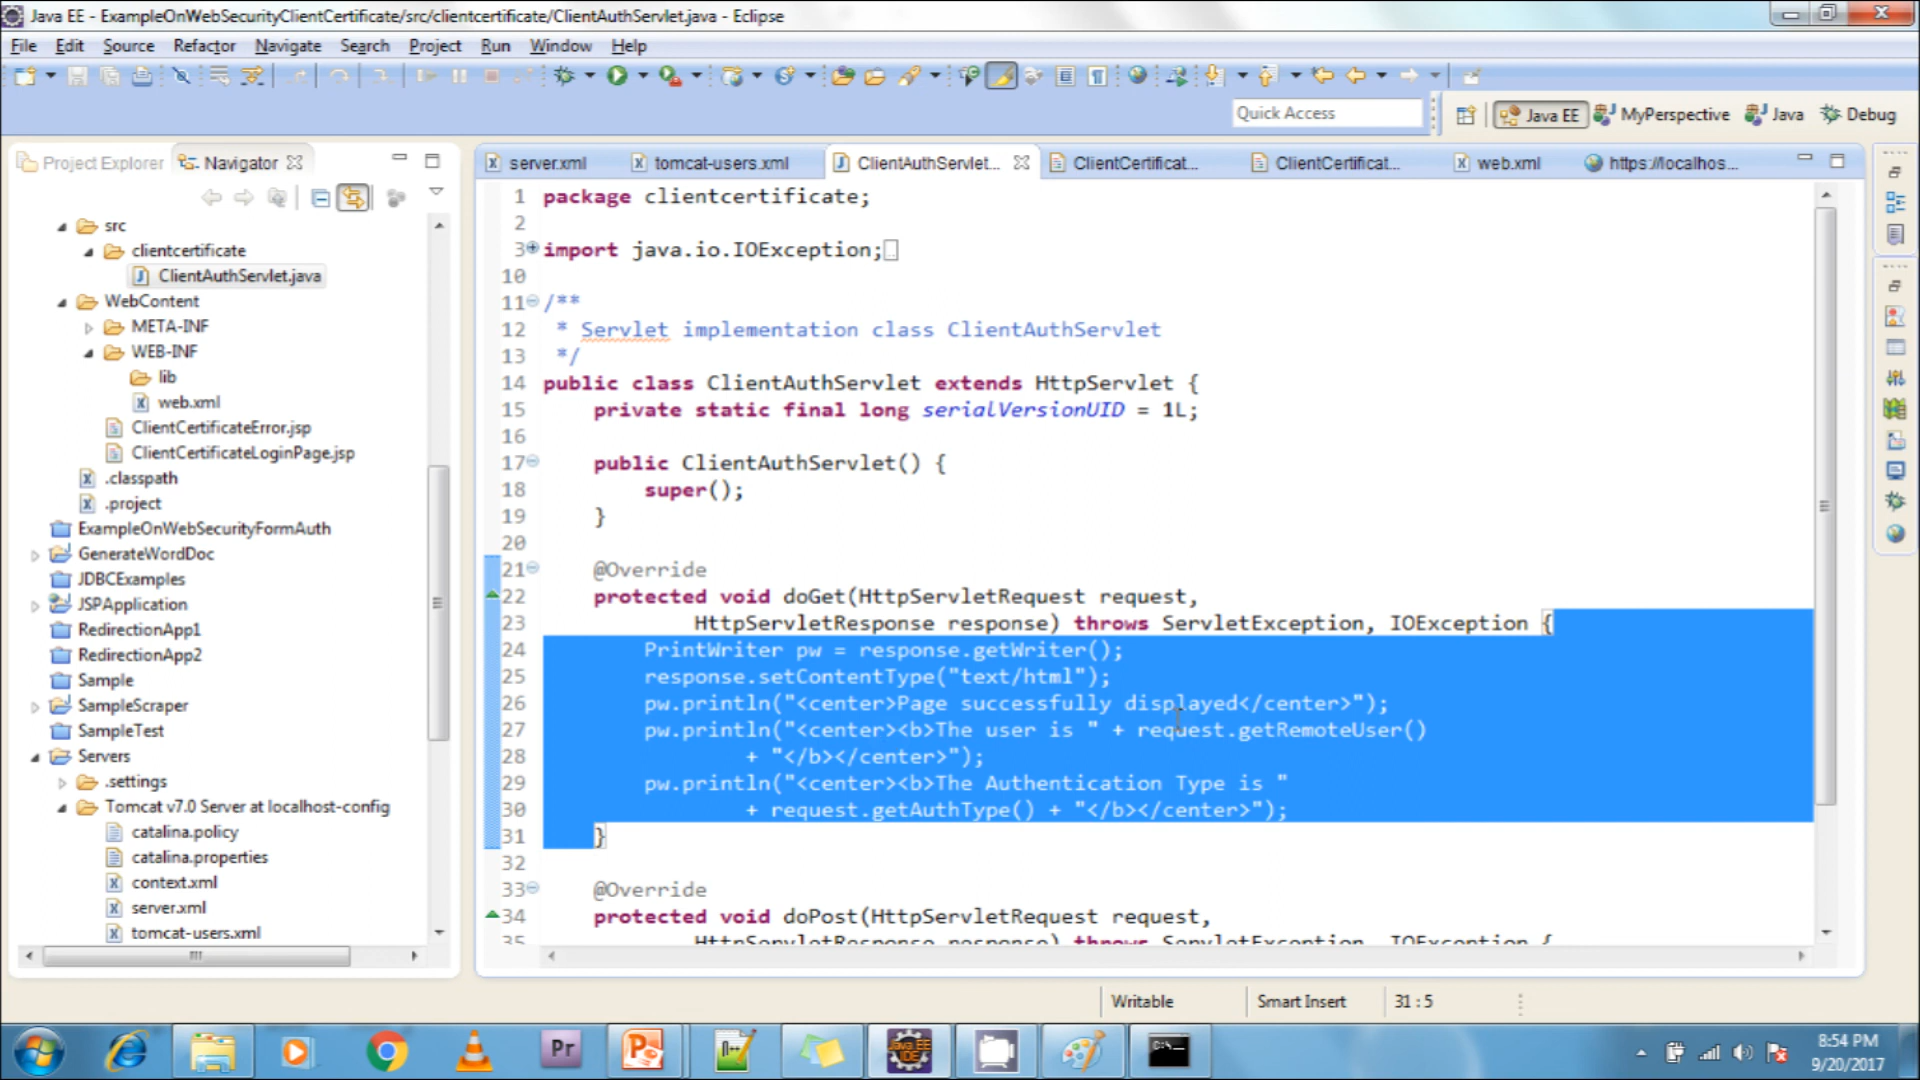 Java EE - ExampleOnWebSecurityClientCertificate/src/clientcertificate/ClientAuthServlet.java - Eclipse
File Edit Source Refactor Navigate Search Project Run Window Help
Quick Access
Java EE MyPerspective Java Debug
Project Explorer Navigator
server.xml tomcat-users.xml ClientAuthServlet... ClientCertificat... ClientCertificat... web.xml https://localhos...
src
clientcertificate
ClientAuthServlet.java
WebContent
META-INF
WEB-INF
lib
web.xml
ClientCertificateError.jsp
ClientCertificateLoginPage.jsp
.classpath
.project
ExampleOnWebSecurityFormAuth
GenerateWordDoc
JDBCExamples
JSPApplication
RedirectionApp1
RedirectionApp2
Sample
SampleScraper
SampleTest
Servers
.settings
Tomcat v7.0 Server at localhost-config
catalina.policy
catalina.properties
context.xml
server.xml
tomcat-users.xml
1 package clientcertificate;
2
3 import java.io.IOException;
10
11 /**
12 * Servlet implementation class ClientAuthServlet
13 */
14 public class ClientAuthServlet extends HttpServlet {
15 private static final long serialVersionUID = 1L;
16
17 public ClientAuthServlet() {
18 super();
19 }
20
21 @Override
22 protected void doGet(HttpServletRequest request,
23 HttpServletResponse response) throws ServletException, IOException {
24 PrintWriter pw = response.getWriter();
25 response.setContentType("text/html");
26 pw.println("<center>Page successfully displayed</center>");
27 pw.println("<center><b>The user is " + request.getRemoteUser()
28 + "</b></center>");
29 pw.println("<center><b>The Authentication Type is "
30 + request.getAuthType() + "</b></center>");
31 }
32
33 @Override
34 protected void doPost(HttpServletRequest request,
35 HttpServletResponse response) throws ServletException, IOException {
Writable Smart Insert 31 : 5
Pr
Java EE IDE
C:\.
8:54 PM
9/20/2017